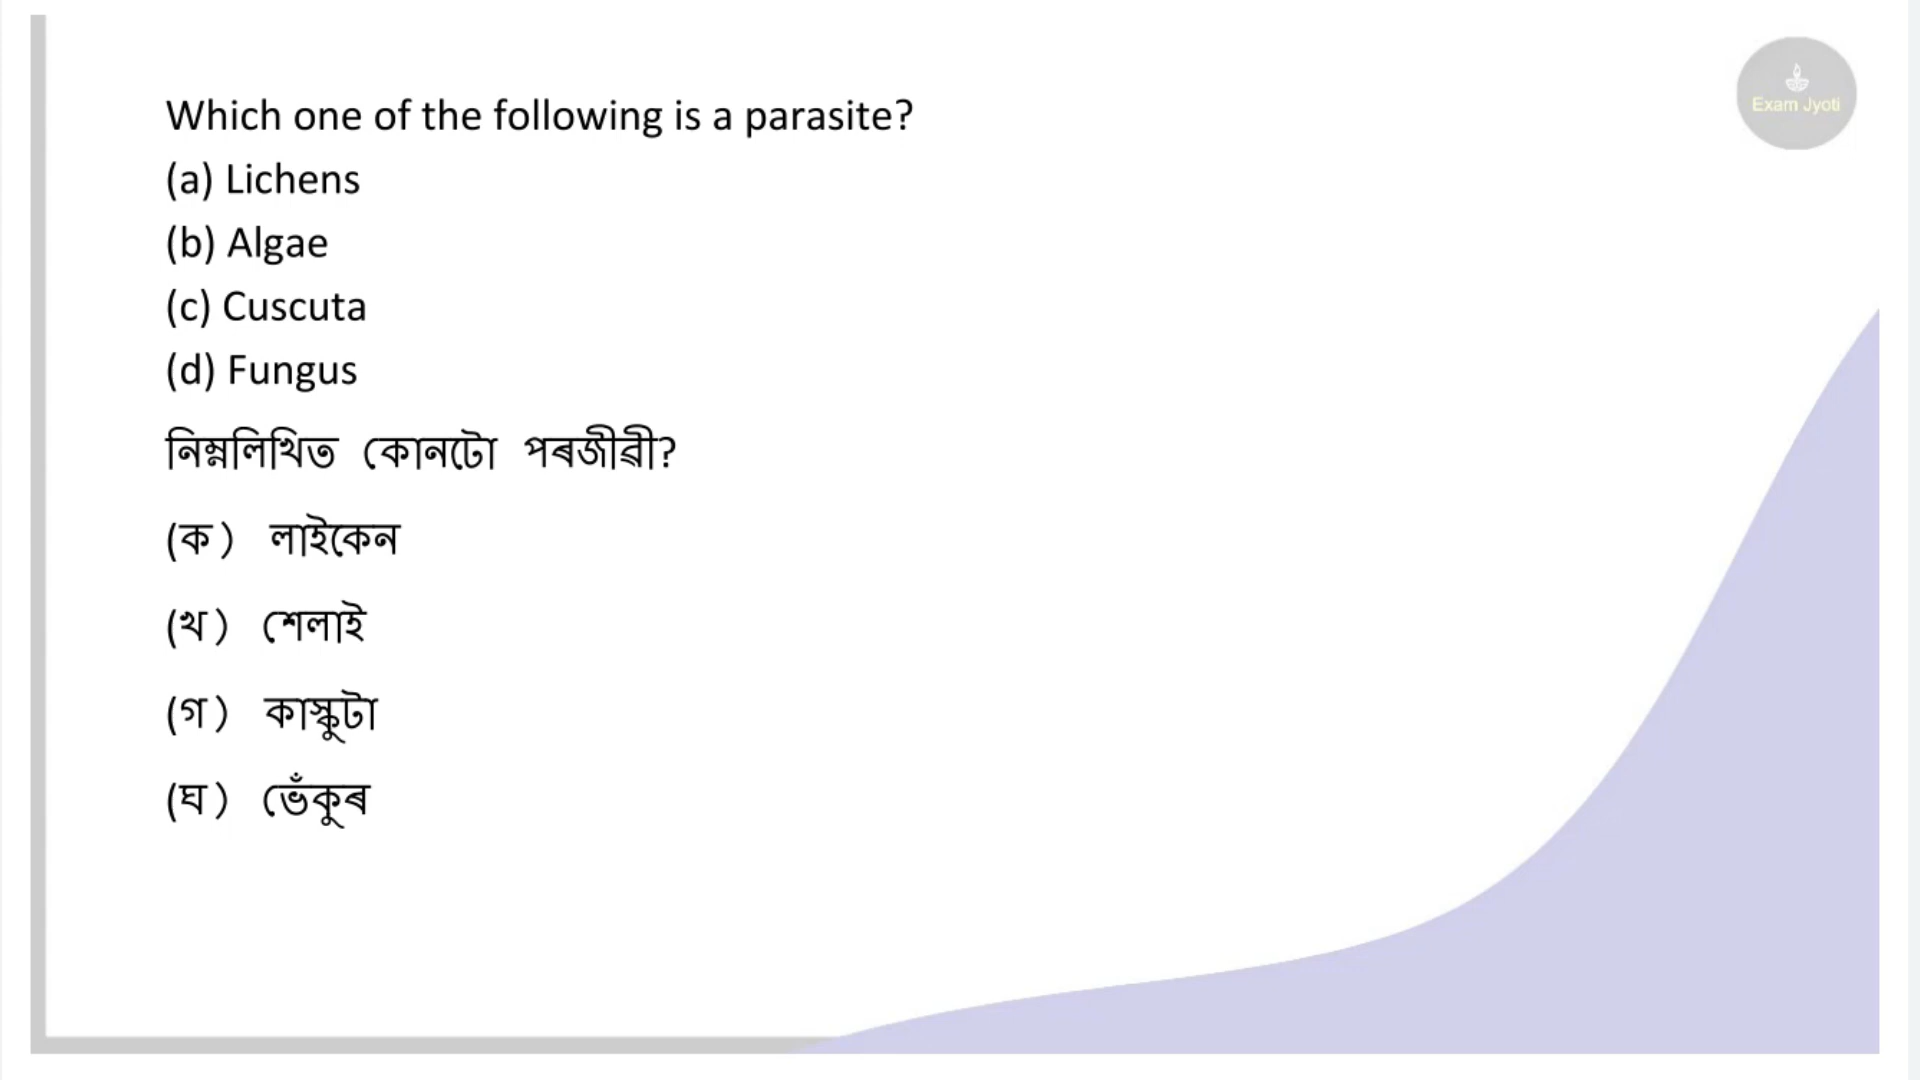 Exam Jyoti
Which one of the following is a parasite?
(a) Lichens
(b) Algae
(c) Cuscuta
(d) Fungus
নিম্নলিখিত কোনটো পৰজীৱী?
(ক) লাইকেন
(খ) শেলাই
(গ) কাস্কুটা
(ঘ) ভেঁকুৰ